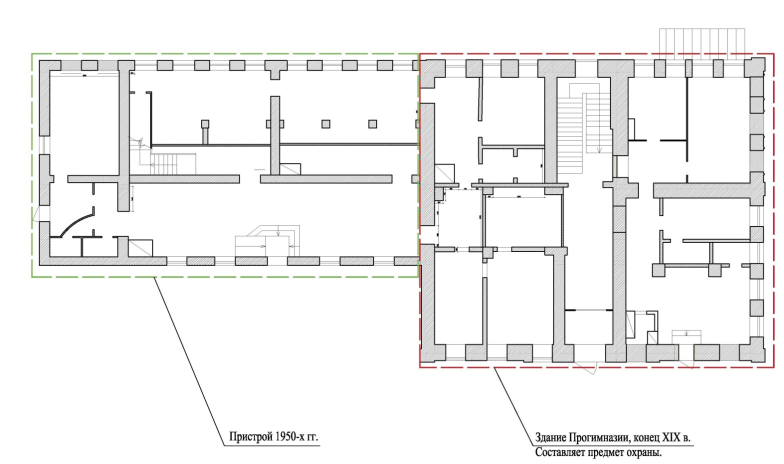 Пристрой 1950-х гг.
Здание Прогимназии, конец XIX в.
Составляет предмет охраны.